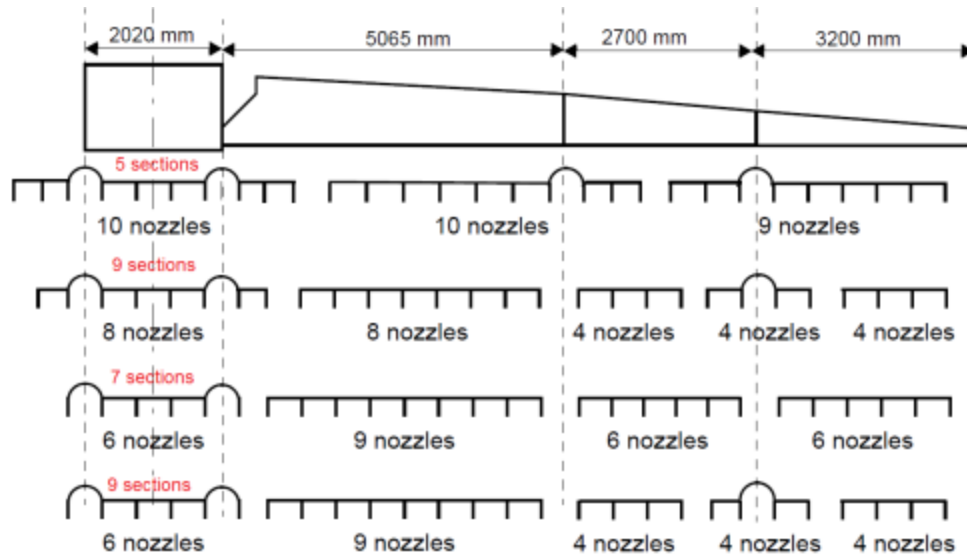 2020 mm 5065 mm 2700 mm 3200 mm
5 sections
10 nozzles 10 nozzles 9 nozzles
9 sections
8 nozzles 8 nozzles 4 nozzles 4 nozzles 4 nozzles
7 sections
6 nozzles 9 nozzles 6 nozzles 6 nozzles
9 sections
6 nozzles 9 nozzles 4 nozzles 4 nozzles 4 nozzles